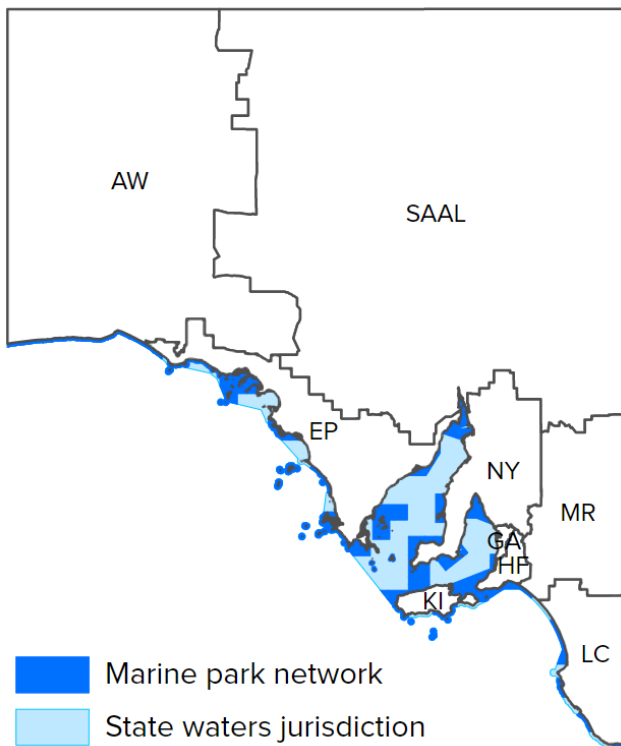 AW
SAAL
EP
NY
MR
GA
HF
KI
LC
Marine park network
State waters jurisdiction